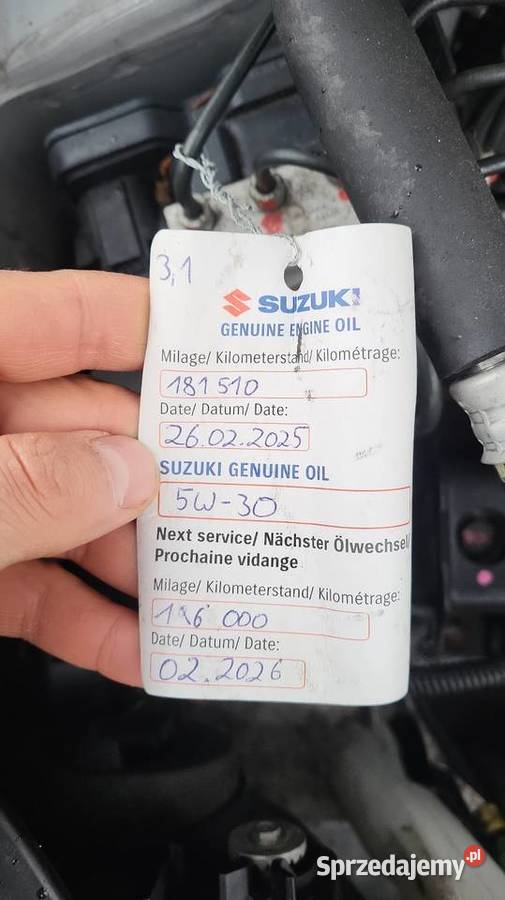 3,1
SUZUKI
GENUINE ENGINE OIL
Milage/ Kilometerstand/ Kilométrage:
181 510
Date/ Datum/ Date:
26.02.2025
SUZUKI GENUINE OIL
5W-30
Next service/ Nächster Ölwechsel/
Prochaine vidange
Milage/ Kilometerstand/ Kilométrage:
196 000
Date/ Datum/ Date:
02.2026
Sprzedajemy.pl